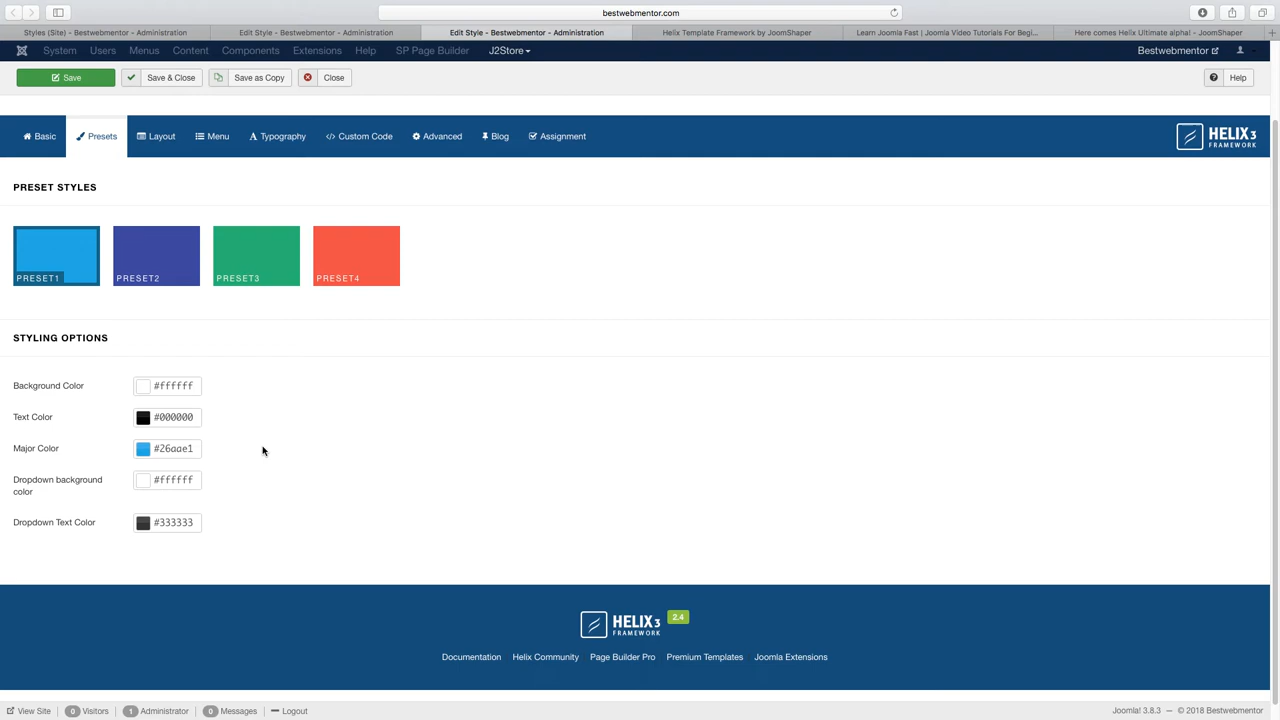 bestwebmentor.com
Styles (Site) - Bestwebmentor - Administration
Edit Style - Bestwebmentor - Administration
Edit Style - Bestwebmentor - Administration
Helix Template Framework by JoomShaper
Learn Joomla Fast | Joomla Video Tutorials For Begi...
Here comes Helix Ultimate alpha! - JoomShaper
System Users Menus Content Components Extensions Help SP Page Builder J2Store Bestwebmentor
Save Save & Close Save as Copy Close Help
Basic Presets Layout Menu Typography Custom Code Advanced Blog Assignment
HELIX3
FRAMEWORK
PRESET STYLES
PRESET1 PRESET2 PRESET3 PRESET4
STYLING OPTIONS
Background Color #ffffff
Text Color #000000
Major Color #26aae1
Dropdown background
color
#ffffff
Dropdown Text Color #333333
HELIX3
FRAMEWORK
2.4
Documentation Helix Community Page Builder Pro Premium Templates Joomla Extensions
View Site 0 Visitors 1 Administrator 0 Messages Logout Joomla! 3.8.3 — © 2018 Bestwebmentor